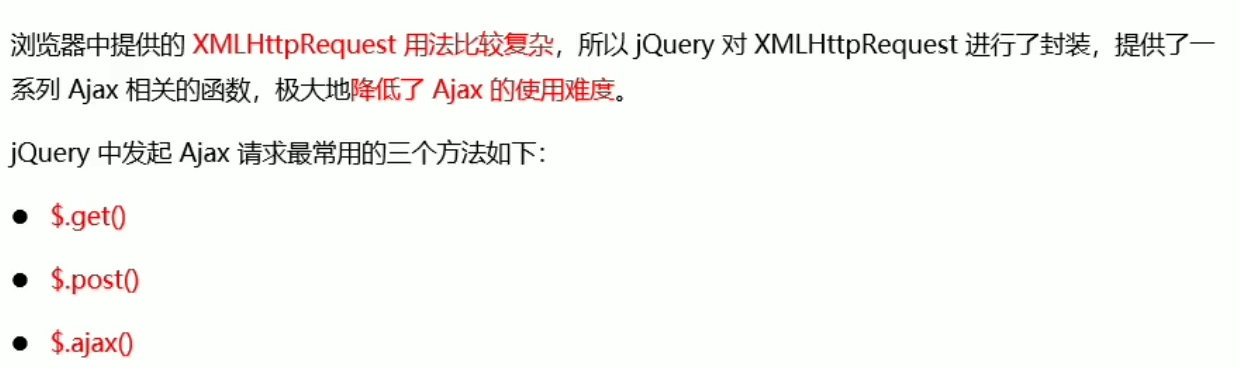 浏览器中提供的 XMLHttpRequest 用法比较复杂，所以 jQuery 对 XMLHttpRequest 进行了封装，提供了一
系列 Ajax 相关的函数，极大地降低了 Ajax 的使用难度。
jQuery 中发起 Ajax 请求最常用的三个方法如下：
● $.get()
● $.post()
● $.ajax()